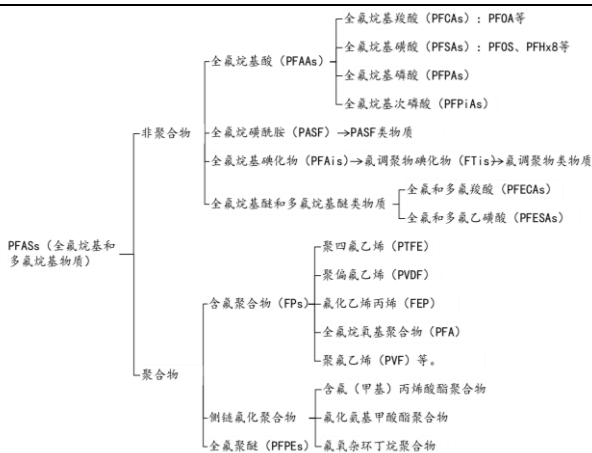 全氟烷基羧酸（PFCAs）：PFOA等
全氟烷基磺酸（PFSAs）：PFOS、PFHx8等
全氟烷基酸（PFAAs）
全氟烷基磷酸（PFPAs）
全氟烷基次磷酸（PFPiAs）
非聚合物
全氟烷磺酰胺（PASF）→PASF类物质
全氟烷基碘化物（PFAis）→氟调聚物碘化物（FTis）→氟调聚物类物质
全氟和多氟羧酸（PFECAs）
全氟烷基醚和多氟烷基醚类物质
全氟和多氟乙磺酸（PFESAs）
PFASs（全氟烷基和
多氟烷基物质）
聚四氟乙烯（PTFE）
聚偏氟乙烯（PVDF）
含氟聚合物（FPs）
氟化乙烯丙烯（FEP）
全氟烷氧基聚合物（PFA）
聚氟乙烯（PVF）等。
聚合物
含氟（甲基）丙烯酸酯聚合物
侧链氟化聚合物
氟化氨基甲酸酯聚合物
全氟聚醚（PFPEs）
氟氧杂环丁烷聚合物